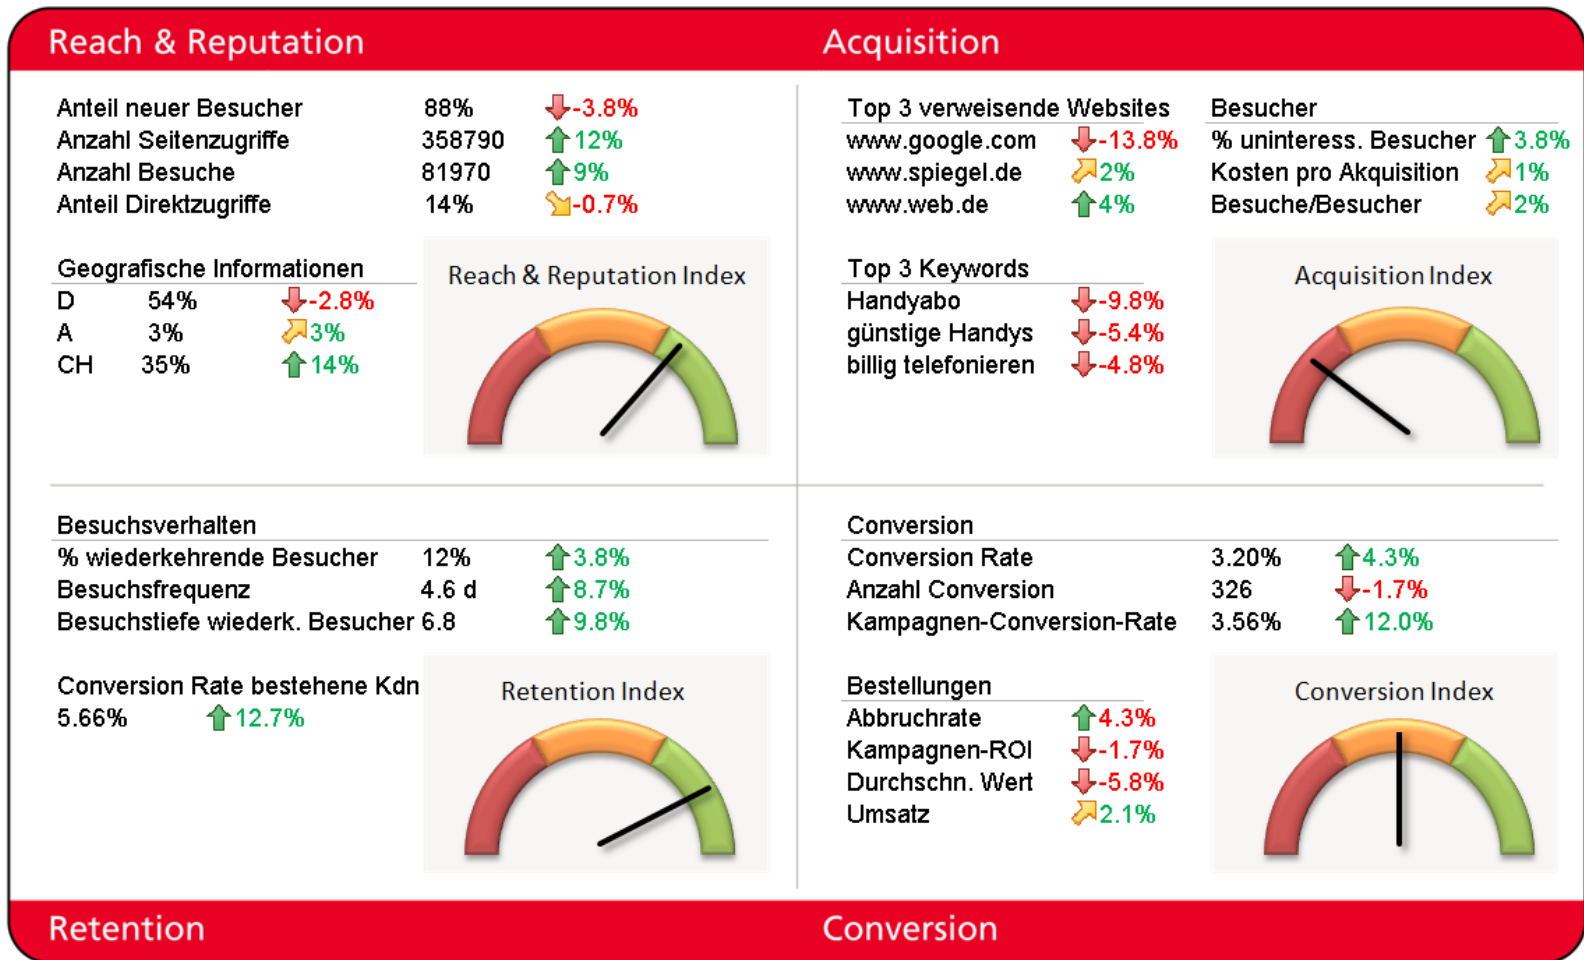 Reach & Reputation
Anteil neuer Besucher 88% -3.8%
Anzahl Seitenzugriffe 358790 12%
Anzahl Besuche 81970 9%
Anteil Direktzugriffe 14% -0.7%
Geografische Informationen
D 54% -2.8%
A 3% 3%
CH 35% 14%
Reach & Reputation Index
Acquisition
Top 3 verweisende Websites
www.google.com -13.8%
www.spiegel.de 2%
www.web.de 4%
Besucher
% uninteress. Besucher 3.8%
Kosten pro Akquisition 1%
Besuche/Besucher 2%
Top 3 Keywords
Handyabo -9.8%
günstige Handys -5.4%
billig telefonieren -4.8%
Acquisition Index
Besuchsverhalten
% wiederkehrende Besucher 12% 3.8%
Besuchsfrequenz 4.6 d 8.7%
Besuchstiefe wiederk. Besucher 6.8 9.8%
Conversion Rate bestehene Kdn
5.66% 12.7%
Retention Index
Retention
Conversion
Conversion Rate 3.20% 4.3%
Anzahl Conversion 326 -1.7%
Kampagnen-Conversion-Rate 3.56% 12.0%
Bestellungen
Abbruchrate 4.3%
Kampagnen-ROI -1.7%
Durchschn. Wert -5.8%
Umsatz 2.1%
Conversion Index
Conversion